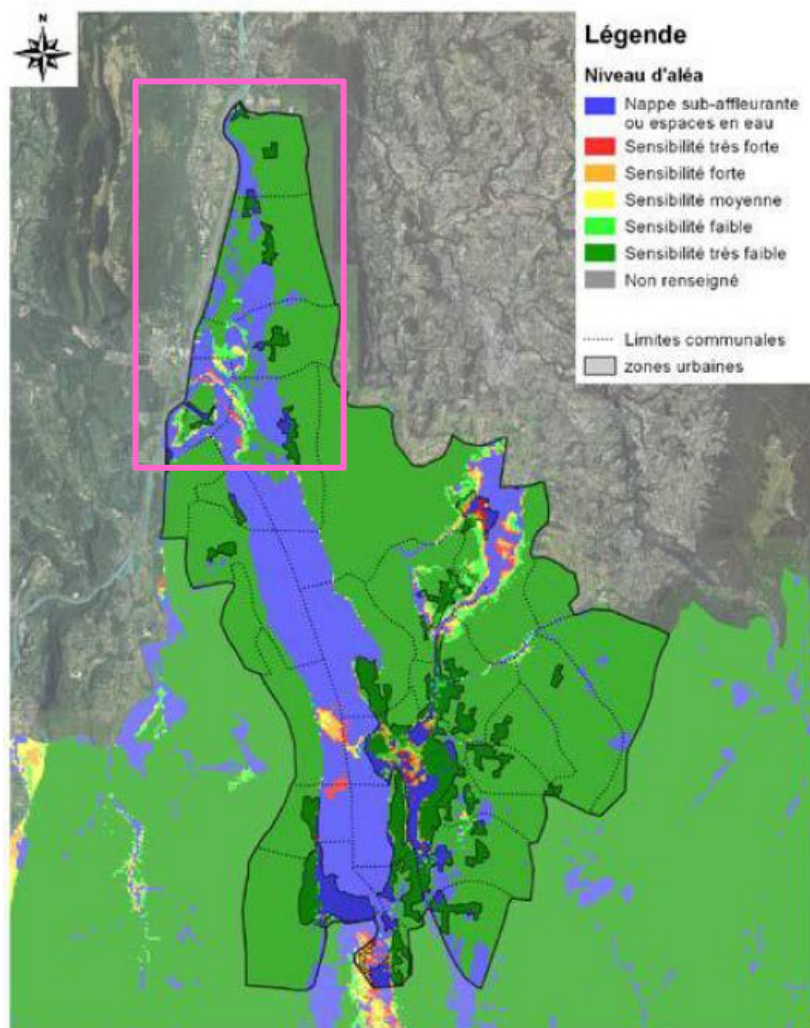 N
Légende
Niveau d'aléa
Nappe sub-affleurante
ou espaces en eau
Sensibilité très forte
Sensibilité forte
Sensibilité moyenne
Sensibilité faible
Sensibilité très faible
Non renseigné
Limites communales
zones urbaines